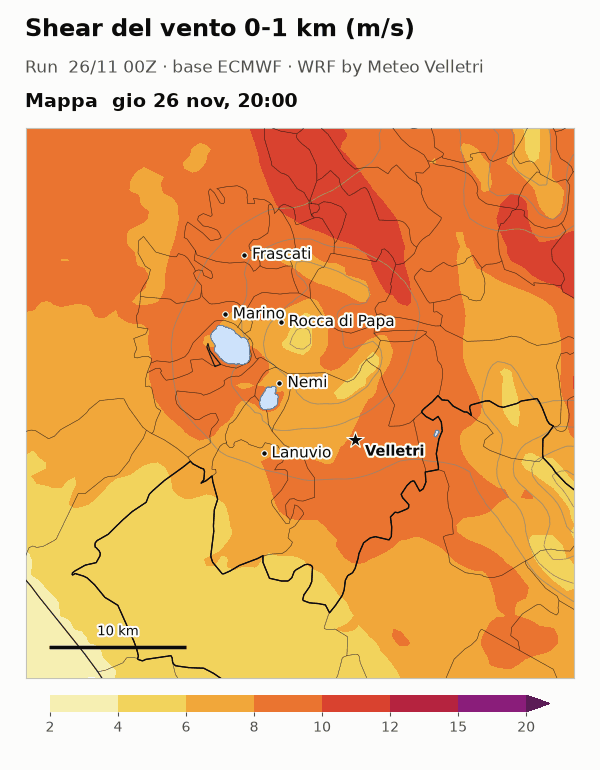 Shear del vento 0-1 km (m/s)
Run  26/11 00Z · base ECMWF · WRF by Meteo Velletri
Mappa  gio 26 nov, 20:00
Frascati
Marino
Rocca di Papa
Nemi
Velletri
Lanuvio
10 km
2 4 6 8 10 12 15 20